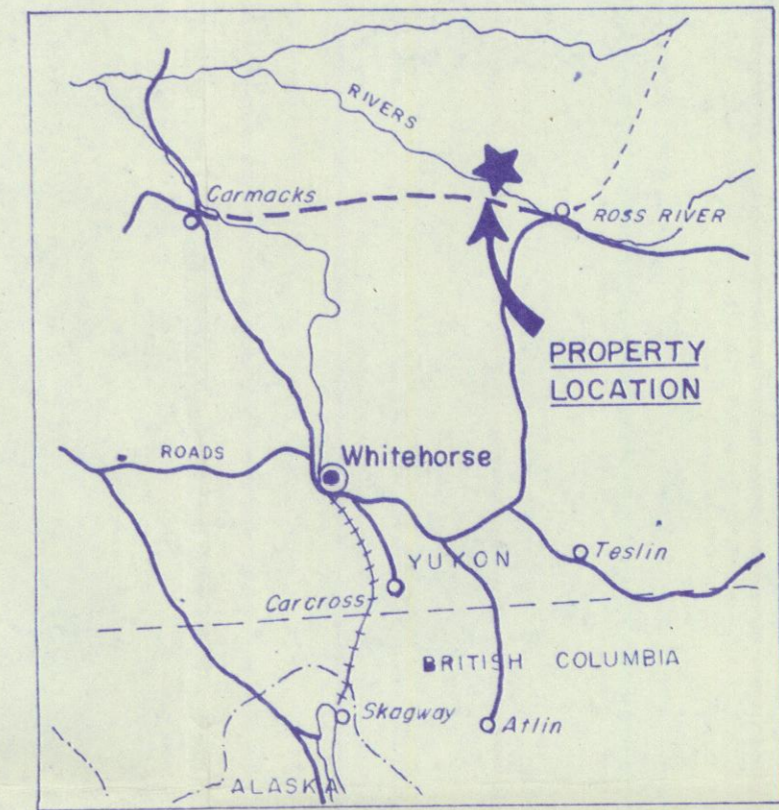 RIVERS
Carmacks
ROSS RIVER
PROPERTY
LOCATION
ROADS
Whitehorse
YUKON
Teslin
Carcross
BRITISH COLUMBIA
Skagway
Atlin
ALASKA